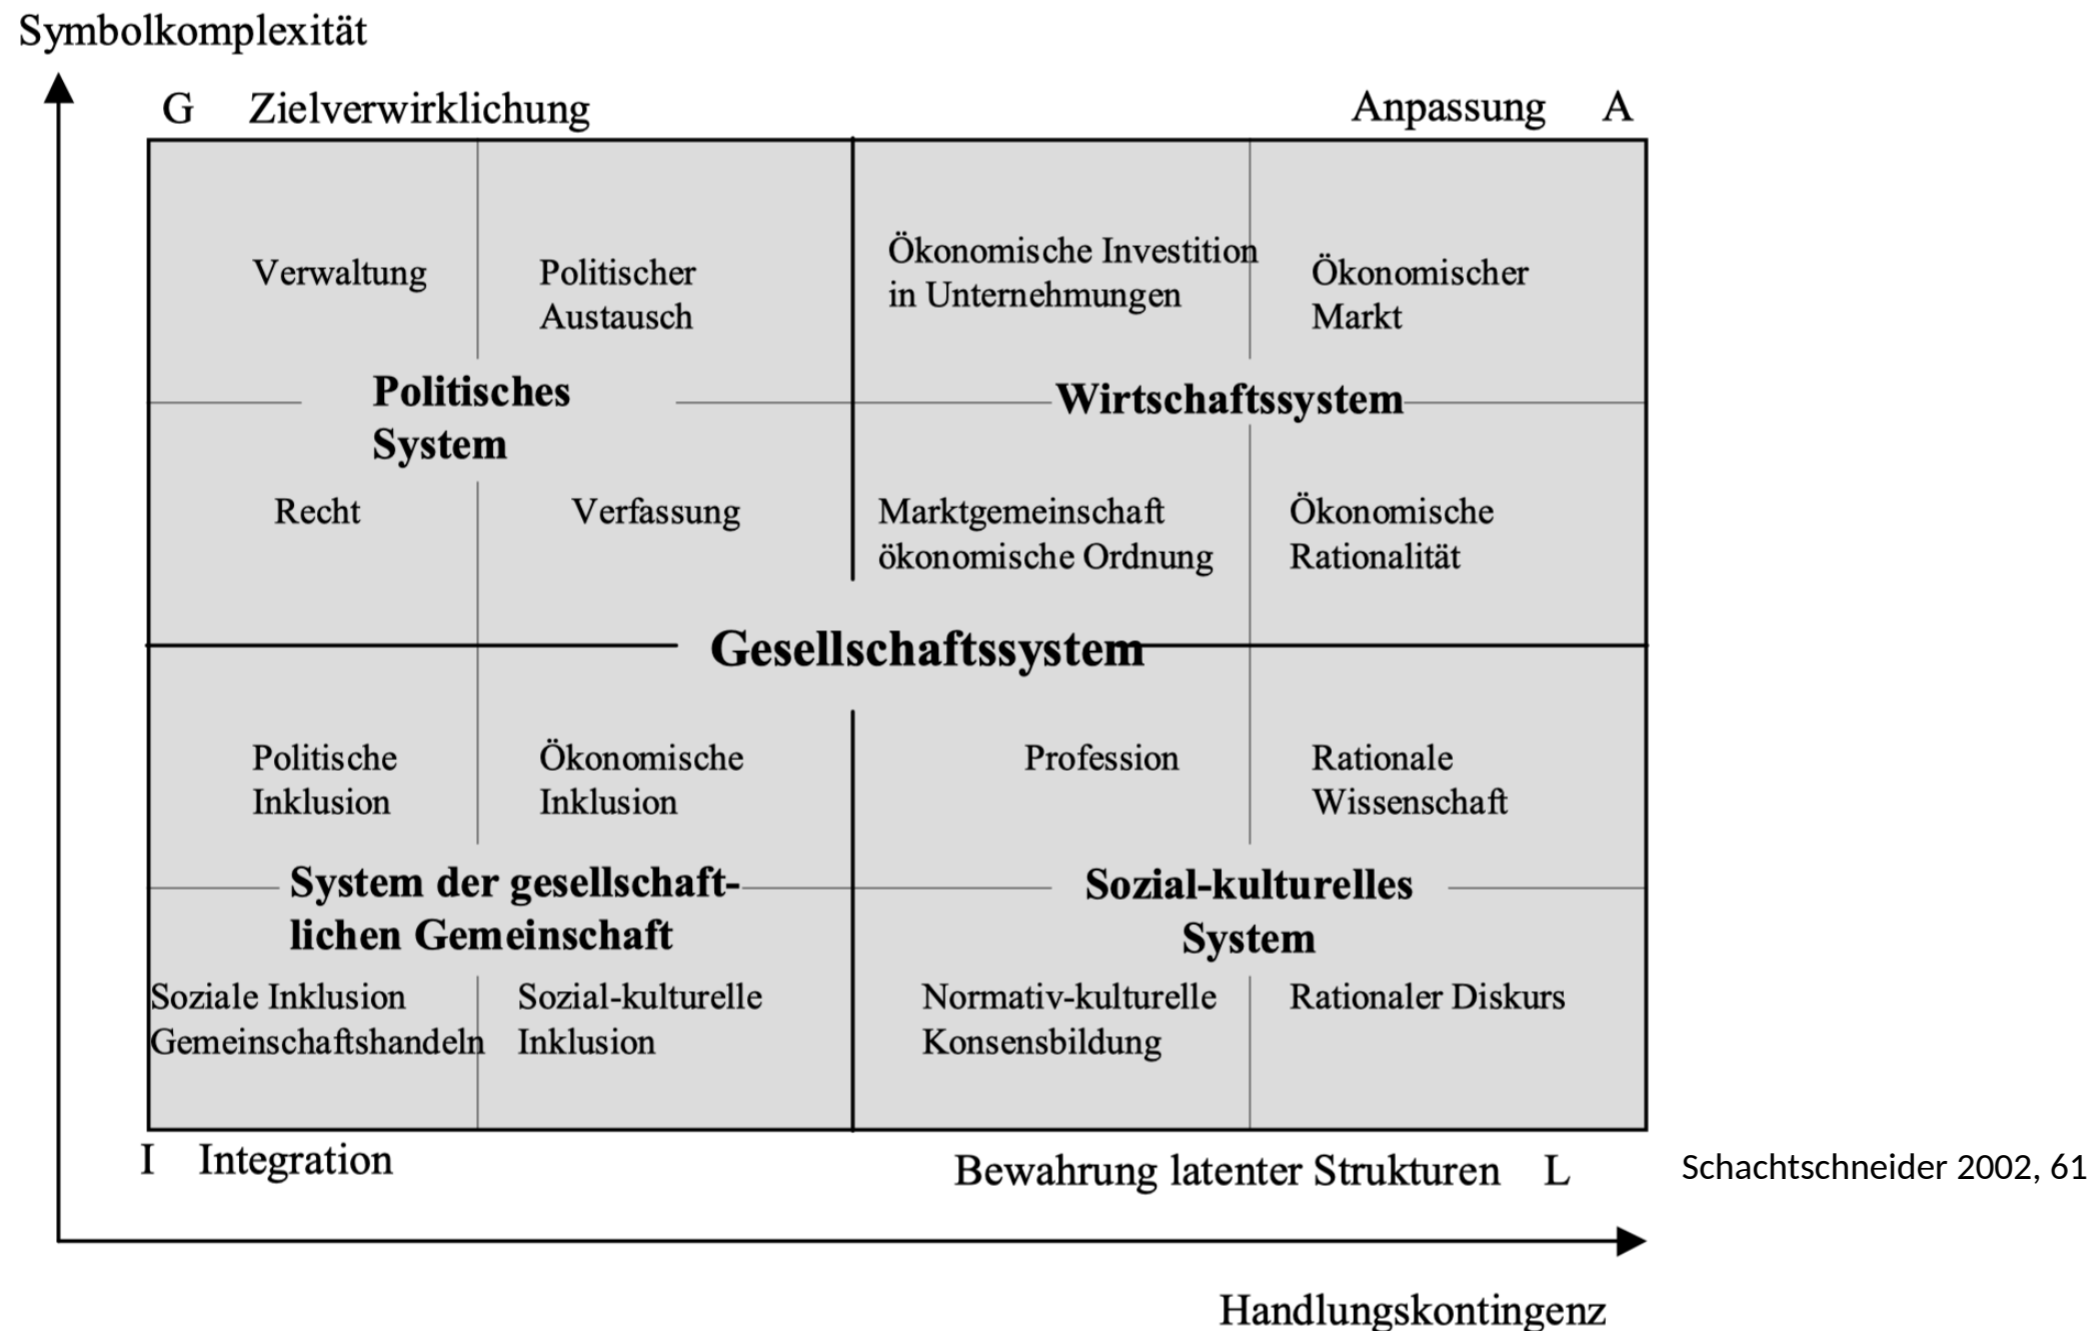 Symbolkomplexität
G Zielverwirklichung
Anpassung A
Verwaltung
Politischer
Austausch
Ökonomische Investition
in Unternehmungen
Ökonomischer
Markt
Politisches
System
Wirtschaftssystem
Recht
Verfassung
Marktgemeinschaft
ökonomische Ordnung
Ökonomische
Rationalität
Gesellschaftssystem
Politische
Inklusion
Ökonomische
Inklusion
Profession
Rationale
Wissenschaft
System der gesellschaft-
lichen Gemeinschaft
Sozial-kulturelles
System
Soziale Inklusion
Gemeinschaftshandeln
Sozial-kulturelle
Inklusion
Normativ-kulturelle
Konsensbildung
Rationaler Diskurs
I Integration
Bewahrung latenter Strukturen L
Schachtschneider 2002, 61
Handlungskontingenz